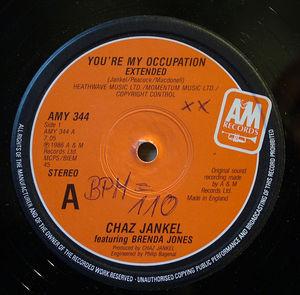 YOU'RE MY OCCUPATION
EXTENDED
(Jankel/Peacock/Macdonell)
HEATHWAVE MUSIC LTD./MOMENTUM MUSIC LTD./
COPYRIGHT CONTROL
xx
AMY 344
Side 1
AMY 344 A
7.05
℗ 1986 A & M
Records Ltd.
MCPS/BIEM
45
STEREO
A
A&M
RECORDS
Original sound
recording made
by A & M
Records Ltd.
Made in England
BPM =
110
CHAZ JANKEL
featuring BRENDA JONES
Produced by CHAZ JANKEL
Engineered by Philip Bagenal
ALL RIGHTS OF THE MANUFACTURER AND OF THE OWNER OF THE RECORDED WORK RESERVED - UNAUTHORISED COPYING PUBLIC PERFORMANCE AND BROADCASTING OF THIS RECORD PROHIBITED